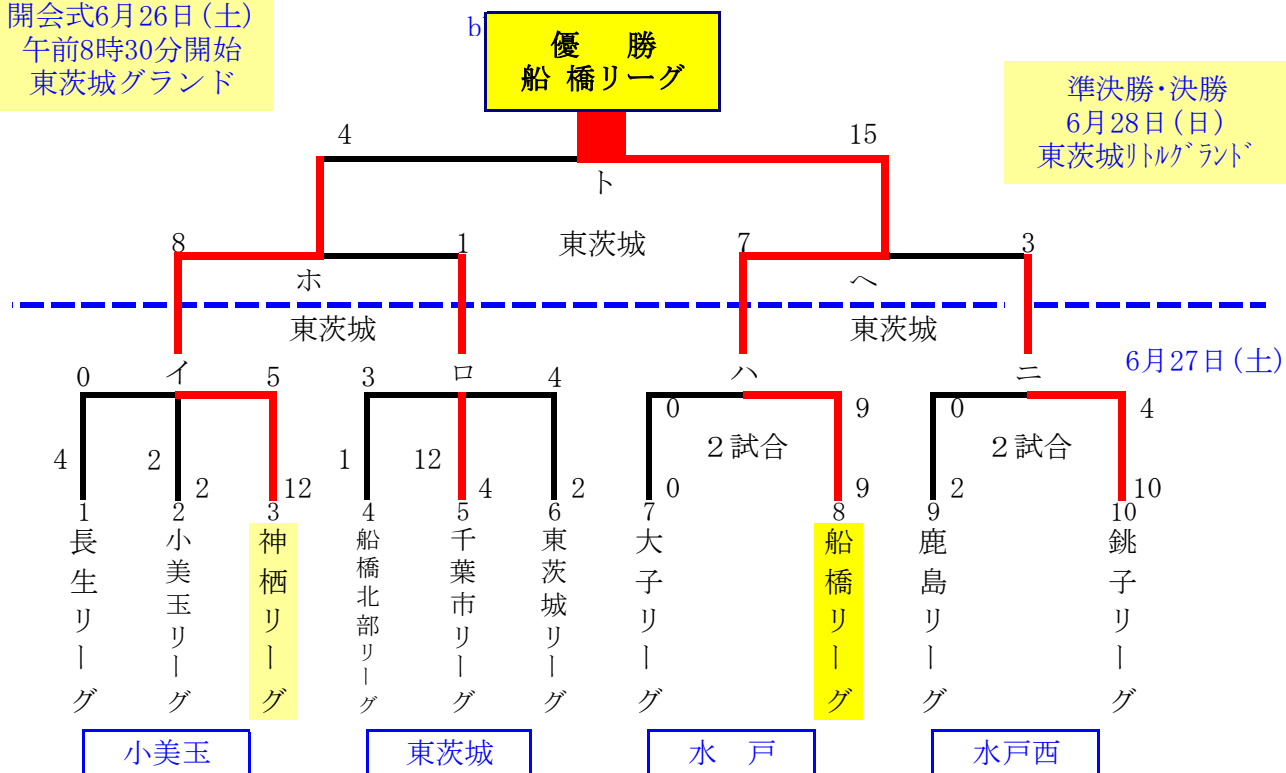 開会式6月26日(土)
午前8時30分開始
東茨城グランド
b
優　勝
船 橋リーグ
準決勝・決勝
6月28日(日)
東茨城リトルグランド
4
15
ト
8
1
東茨城
7
3
ホ
ヘ
東茨城
東茨城
6月27日(土)
0
イ
5
3
ロ
4
ハ
ニ
0
9
0
4
２試合
２試合
4
2
1
12
2
12
4
2
0
9
2
10
1
2
3
4
5
6
7
8
9
10
長生リーグ
小美玉リーグ
神栖リーグ
船橋北部リーグ
千葉市リーグ
東茨城リーグ
大子リーグ
船橋リーグ
鹿島リーグ
銚子リーグ
小美玉
東茨城
水　戸
水戸西